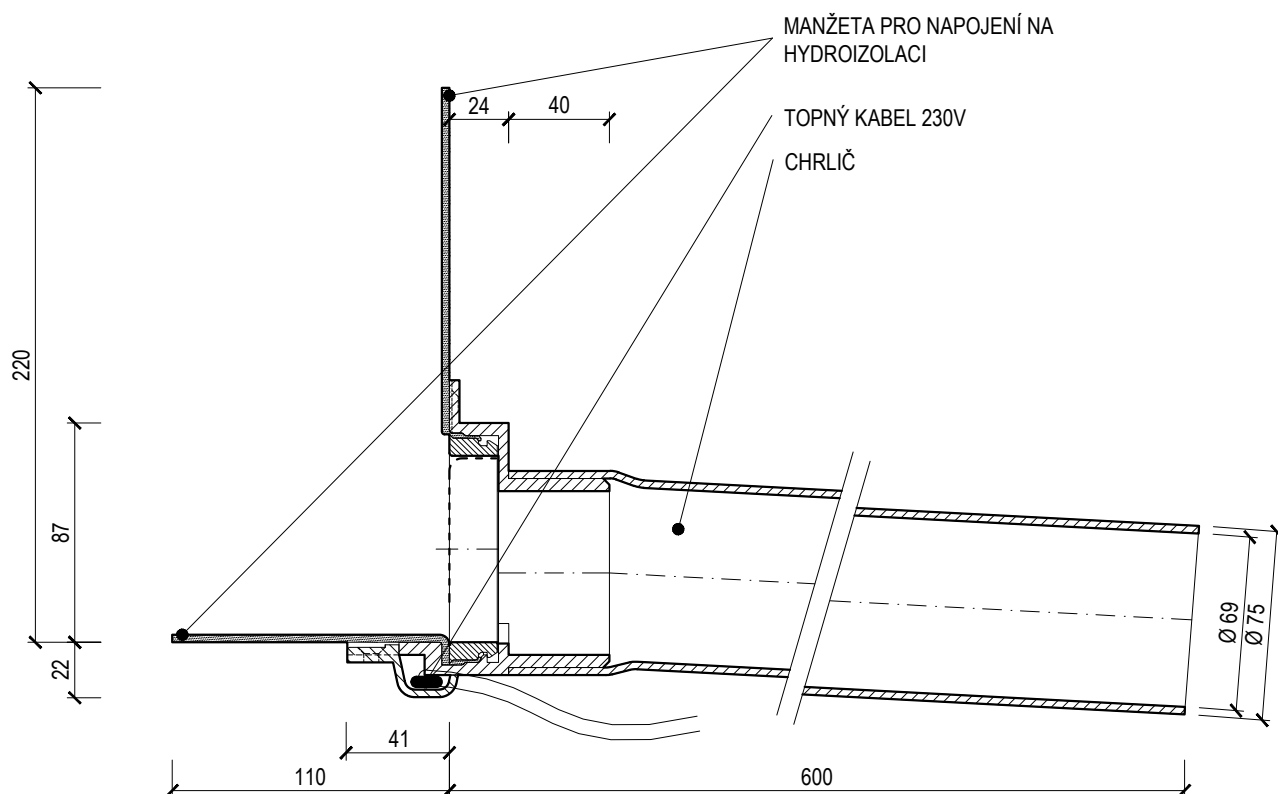 MANŽETA PRO NAPOJENÍ NA
HYDROIZOLACI
24
40
TOPNÝ KABEL 230V
CHRLIČ
220
87
22
Ø 69
Ø 75
41
110
600